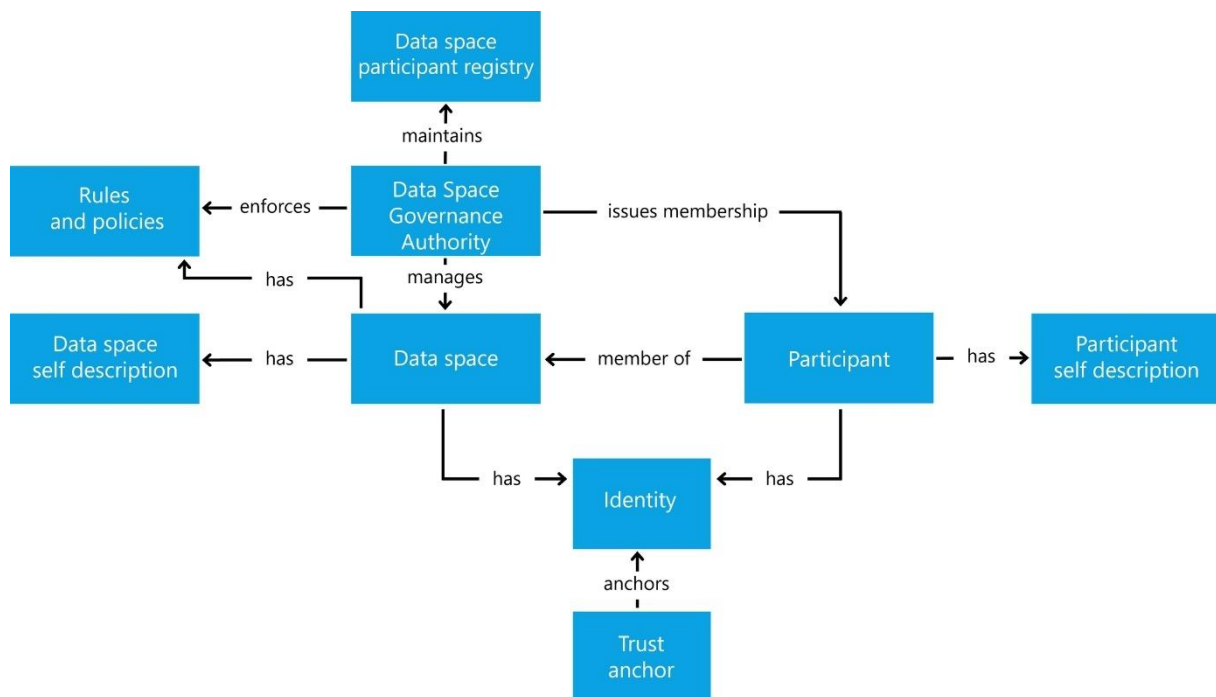 Data space
participant registry
maintains
Rules
and policies
enforces
Data Space
Governance
Authority
issues membership
has
manages
Data space
self description
has
Data space
member of
Participant
has
Participant
self description
has
Identity
has
anchors
Trust
anchor